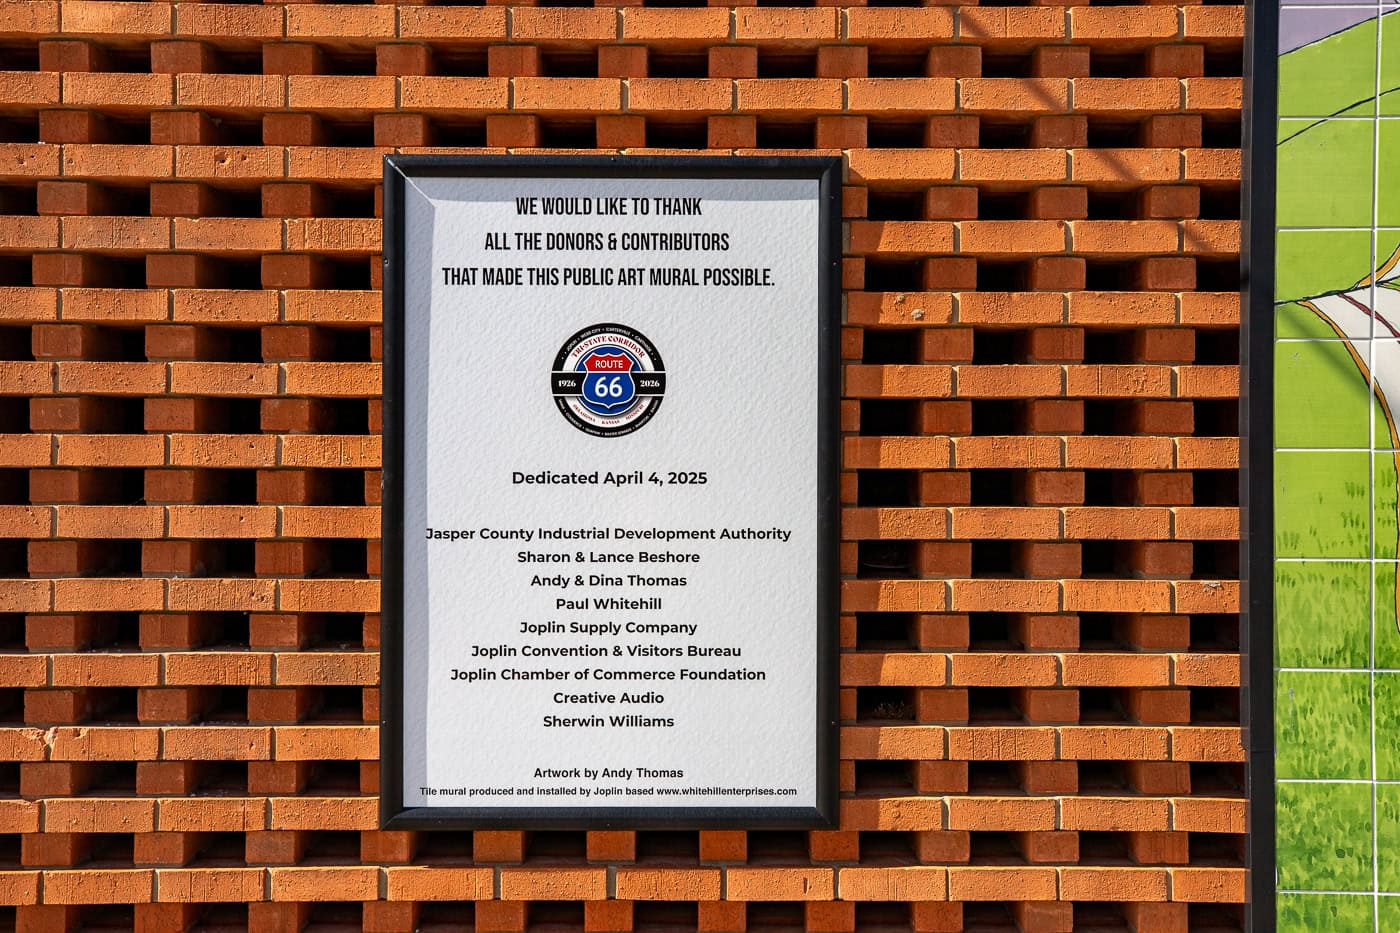 WE WOULD LIKE TO THANK
ALL THE DONORS & CONTRIBUTORS
THAT MADE THIS PUBLIC ART MURAL POSSIBLE.
TRI-STATE CORRIDOR
ROUTE
1926 66 2026
OKLAHOMA KANSAS MISSOURI
Dedicated April 4, 2025
Jasper County Industrial Development Authority
Sharon & Lance Beshore
Andy & Dina Thomas
Paul Whitehill
Joplin Supply Company
Joplin Convention & Visitors Bureau
Joplin Chamber of Commerce Foundation
Creative Audio
Sherwin Williams
Artwork by Andy Thomas
Tile mural produced and installed by Joplin based www.whitehillenterprises.com